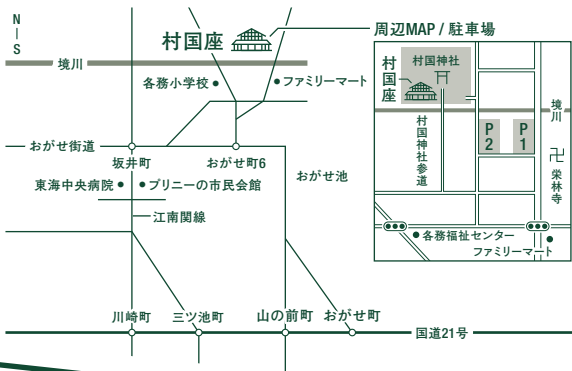 N
S
村国座
境川
各務小学校
ファミリーマート
おがせ街道
坂井町
おがせ町6
おがせ池
東海中央病院
プリニーの市民会館
江南関線
川崎町
三ツ池町
山の前町
おがせ町
国道21号
周辺MAP / 駐車場
村国神社
村国座
村国神社参道
境川
P2
P1
卍
栄林寺
各務福祉センター
ファミリーマート